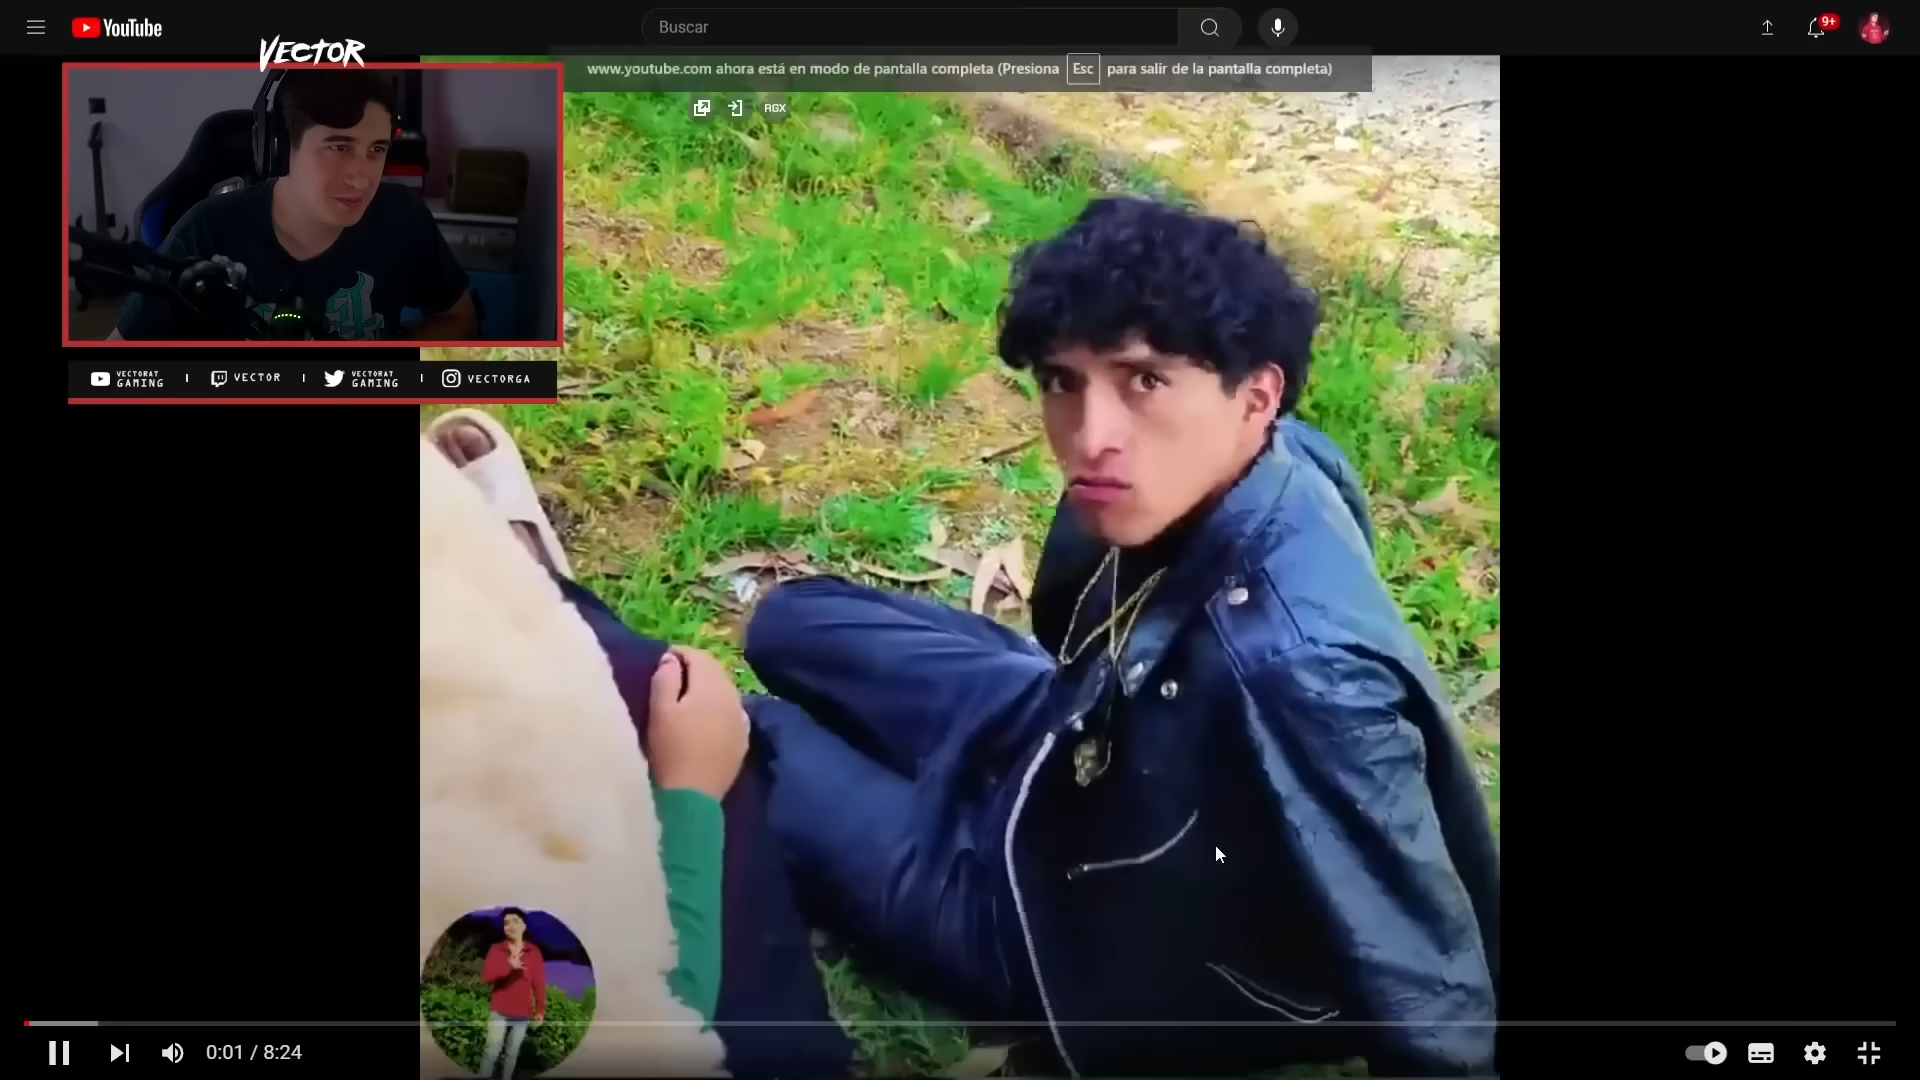 YouTube
Buscar
9+
VECTOR
www.youtube.com ahora está en modo de pantalla completa (Presiona Esc para salir de la pantalla completa)
RGX
VECTORAT GAMING
VECTOR
VECTORAT GAMING
VECTORGA
0:01 / 8:24